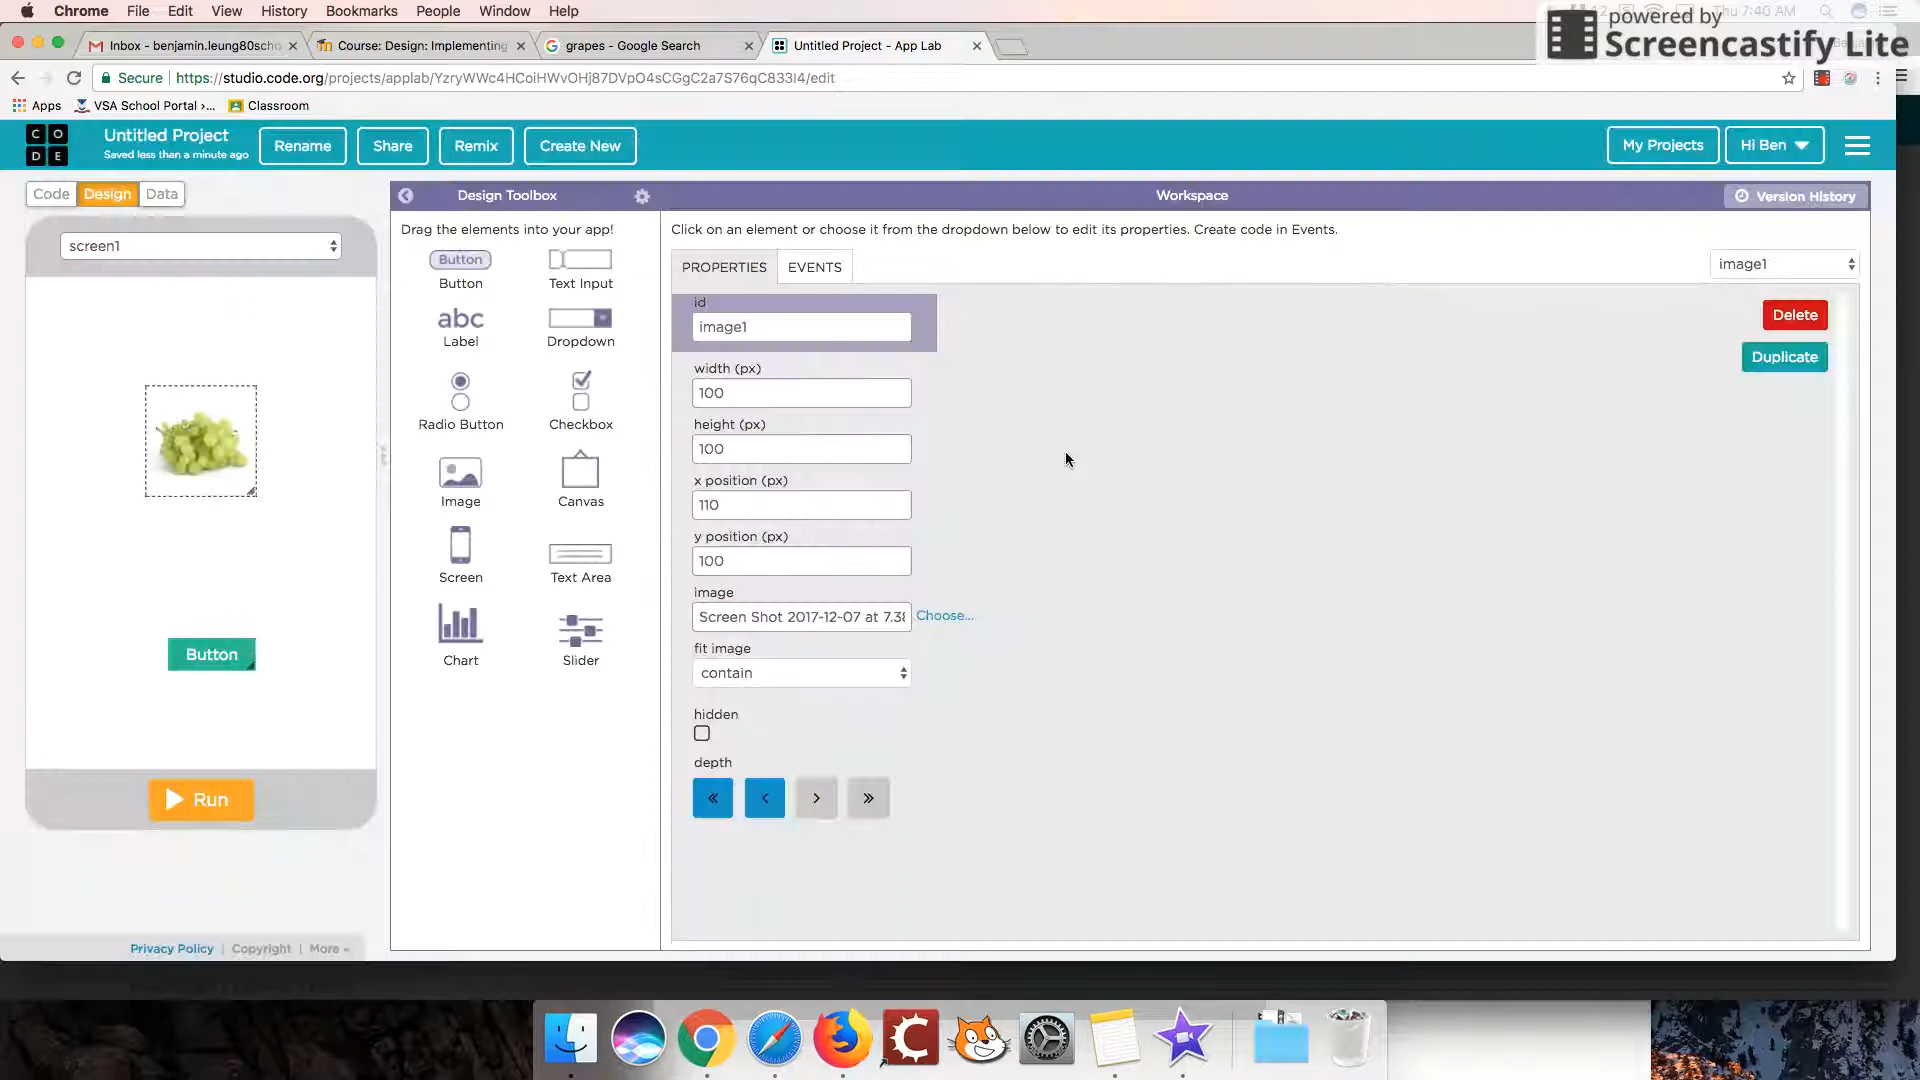 Chrome File Edit View History Bookmarks People Window Help
Thu 7:40 AM
powered by
Screencastify Lite
Inbox - benjamin.leung80scho
Course: Design: Implementing
grapes - Google Search
Untitled Project - App Lab
Secure | https://studio.code.org/projects/applab/YzryWWc4HCoiHWvOHj87DVpO4sCGgC2a7S76qC833I4/edit
Apps VSA School Portal >... Classroom
C O
D E
Untitled Project
Saved less than a minute ago
Rename Share Remix Create New
My Projects Hi Ben
Code Design Data
Design Toolbox
Workspace
Version History
screen1
Drag the elements into your app!
Click on an element or choose it from the dropdown below to edit its properties. Create code in Events.
PROPERTIES EVENTS
image1
Button
Button Text Input
abc
Label Dropdown
Radio Button Checkbox
Image Canvas
Screen Text Area
Chart Slider
id
image1
Delete
Duplicate
width (px)
100
height (px)
100
x position (px)
110
y position (px)
100
image
Screen Shot 2017-12-07 at 7.38 Choose...
fit image
contain
hidden
depth
« < > »
Button
Run
Privacy Policy | Copyright | More